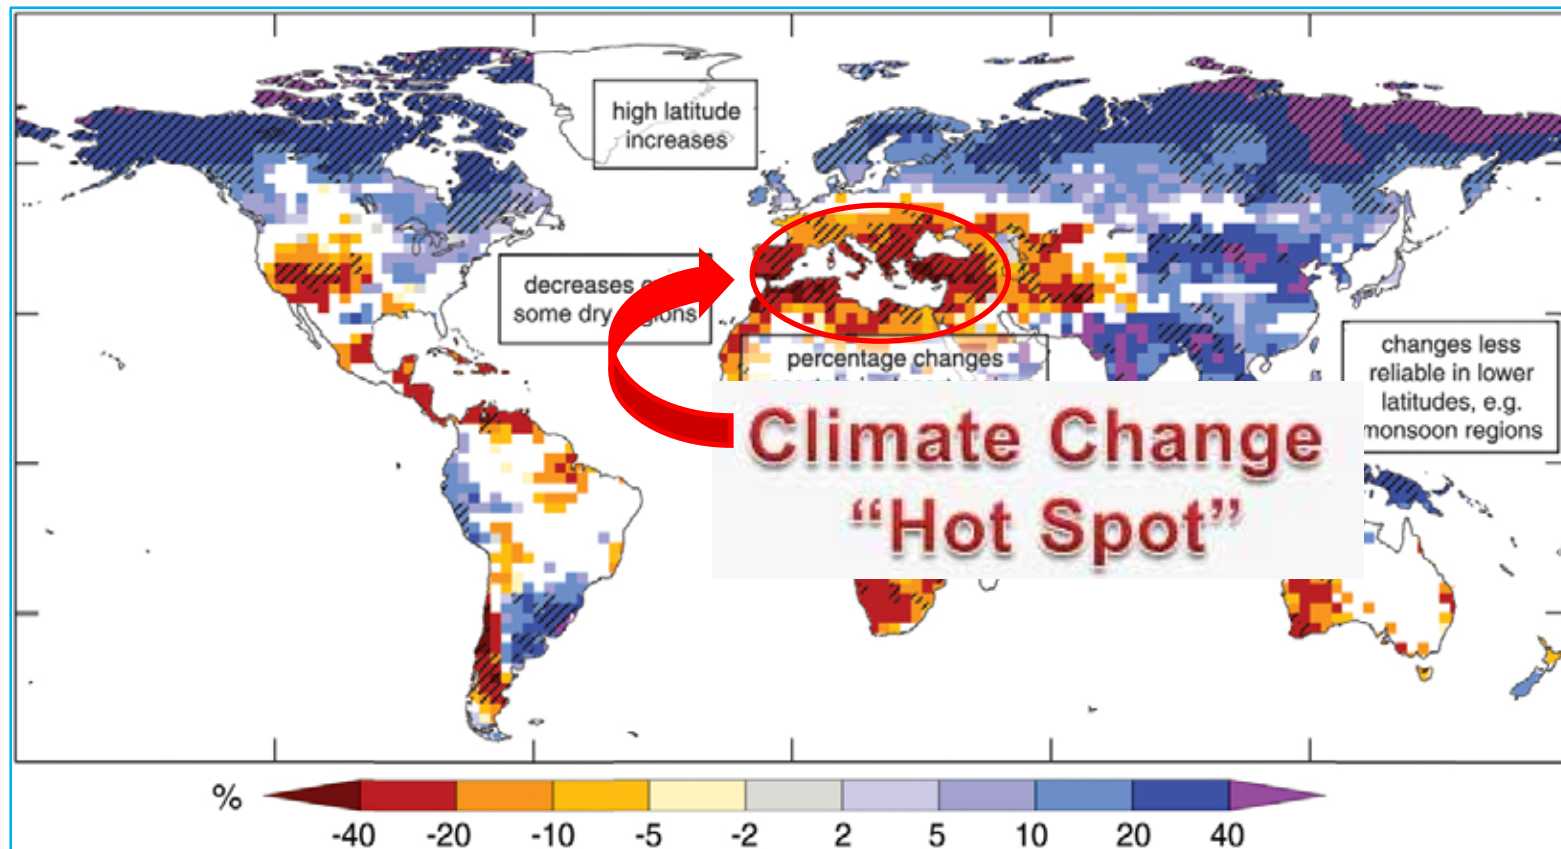 high latitude
increases
decreases
some dry regions
percentage changes
changes less
reliable in lower
latitudes, e.g.
monsoon regions
Climate Change
“Hot Spot”
%
-40 -20 -10 -5 -2 2 5 10 20 40